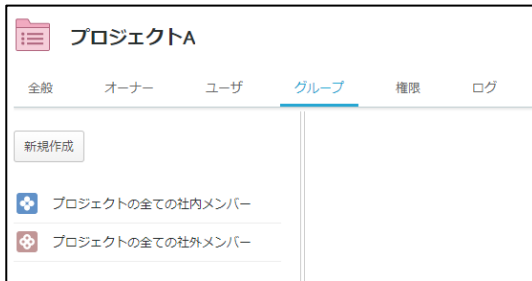 プロジェクトA
全般 オーナー ユーザ グループ 権限 ログ
新規作成
プロジェクトの全ての社内メンバー
プロジェクトの全ての社外メンバー